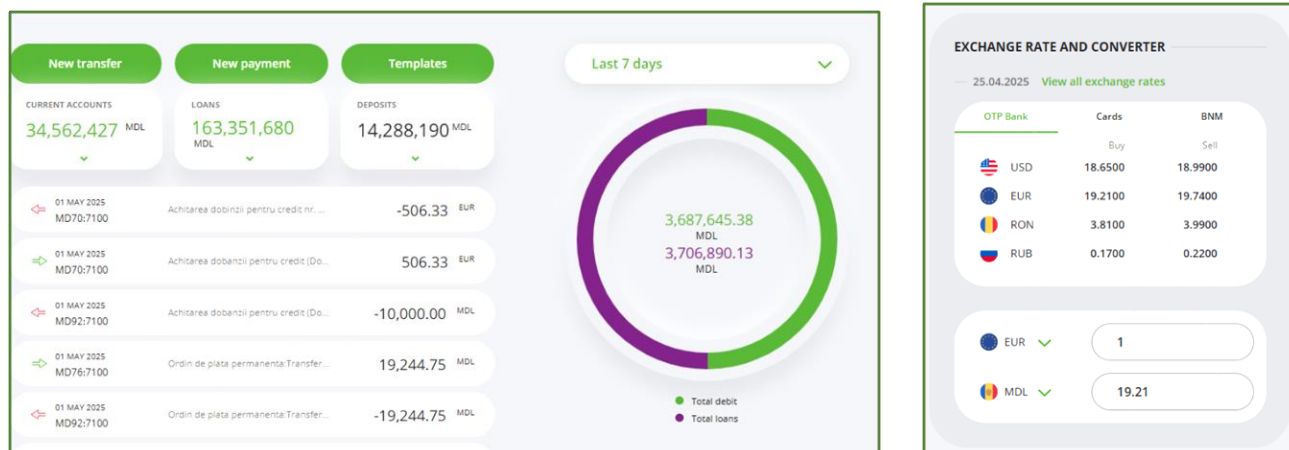 New transfer
New payment
Templates
CURRENT ACCOUNTS
34,562,427 MDL
LOANS
163,351,680
MDL
DEPOSITS
14,288,190 MDL
01 MAY 2025
MD70:7100
Achitarea dobinzii pentru credit nr. ...
-506.33 EUR
01 MAY 2025
MD70:7100
Achitarea dobanzii pentru credit (Do...
506.33 EUR
01 MAY 2025
MD92:7100
Achitarea dobanzii pentru credit (Do...
-10,000.00 MDL
01 MAY 2025
MD76:7100
Ordin de plata permanenta:Transfer...
19,244.75 MDL
01 MAY 2025
MD92:7100
Ordin de plata permanenta:Transfer...
-19,244.75 MDL
Last 7 days
3,687,645.38
MDL
3,706,890.13
MDL
Total debit
Total loans
EXCHANGE RATE AND CONVERTER
25.04.2025 View all exchange rates
OTP Bank Cards BNM
Buy Sell
USD 18.6500 18.9900
EUR 19.2100 19.7400
RON 3.8100 3.9900
RUB 0.1700 0.2200
EUR 1
MDL 19.21